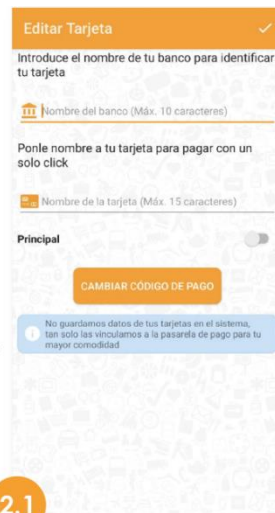 Editar Tarjeta
Introduce el nombre de tu banco para identificar
tu tarjeta
Nombre del banco (Máx. 10 caracteres)
Ponle nombre a tu tarjeta para pagar con un
solo click
Nombre de la tarjeta (Máx. 15 caracteres)
Principal
CAMBIAR CÓDIGO DE PAGO
No guardamos datos de tus tarjetas en el sistema,
tan solo las vinculamos a la pasarela de pago para tu
mayor comodidad
2.1